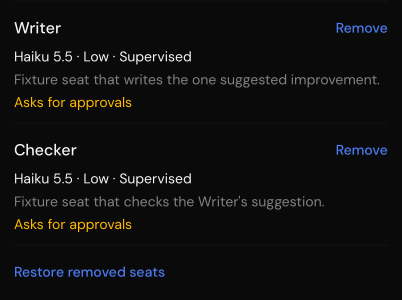 Writer
Remove
Haiku 5.5 · Low · Supervised
Fixture seat that writes the one suggested improvement.
Asks for approvals
Checker
Remove
Haiku 5.5 · Low · Supervised
Fixture seat that checks the Writer's suggestion.
Asks for approvals
Restore removed seats